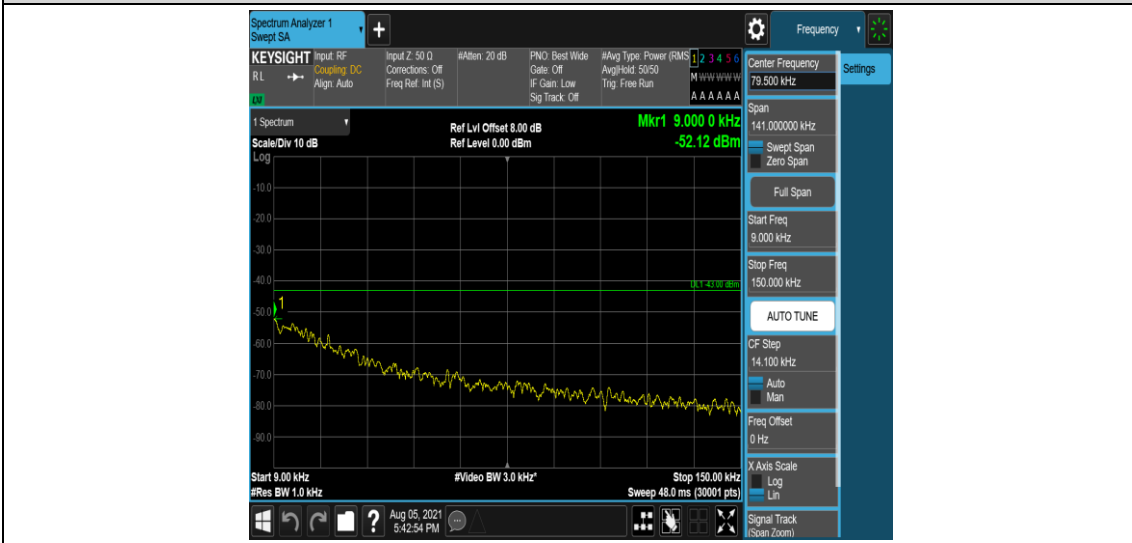 Spectrum Analyzer 1
Swept SA
+
Frequency
KEYSIGHT
RL
LXI
Input: RF
Coupling: DC
Align: Auto
Input Z: 50 Ω
Corrections: Off
Freq Ref: Int (S)
#Atten: 20 dB
PNO: Best Wide
Gate: Off
IF Gain: Low
Sig Track: Off
#Avg Type: Power (RMS
Avg|Hold: 50/50
Trig: Free Run
1 2 3 4 5 6
M W W W W W
A A A A A A
1 Spectrum
Scale/Div 10 dB
Ref Lvl Offset 8.00 dB
Ref Level 0.00 dBm
Mkr1 9.000 0 kHz
-52.12 dBm
Log
-10.0
-20.0
-30.0
-40.0
DL1 -43.00 dBm
-50.0
1
-60.0
-70.0
-80.0
-90.0
Start 9.00 kHz
#Res BW 1.0 kHz
#Video BW 3.0 kHz*
Stop 150.00 kHz
Sweep 48.0 ms (30001 pts)
?
Aug 05, 2021
5:42:54 PM
Center Frequency
79.500 kHz
Settings
Span
141.000000 kHz
Swept Span
Zero Span
Full Span
Start Freq
9.000 kHz
Stop Freq
150.000 kHz
AUTO TUNE
CF Step
14.100 kHz
Auto
Man
Freq Offset
0 Hz
X Axis Scale
Log
Lin
Signal Track
(Span Zoom)